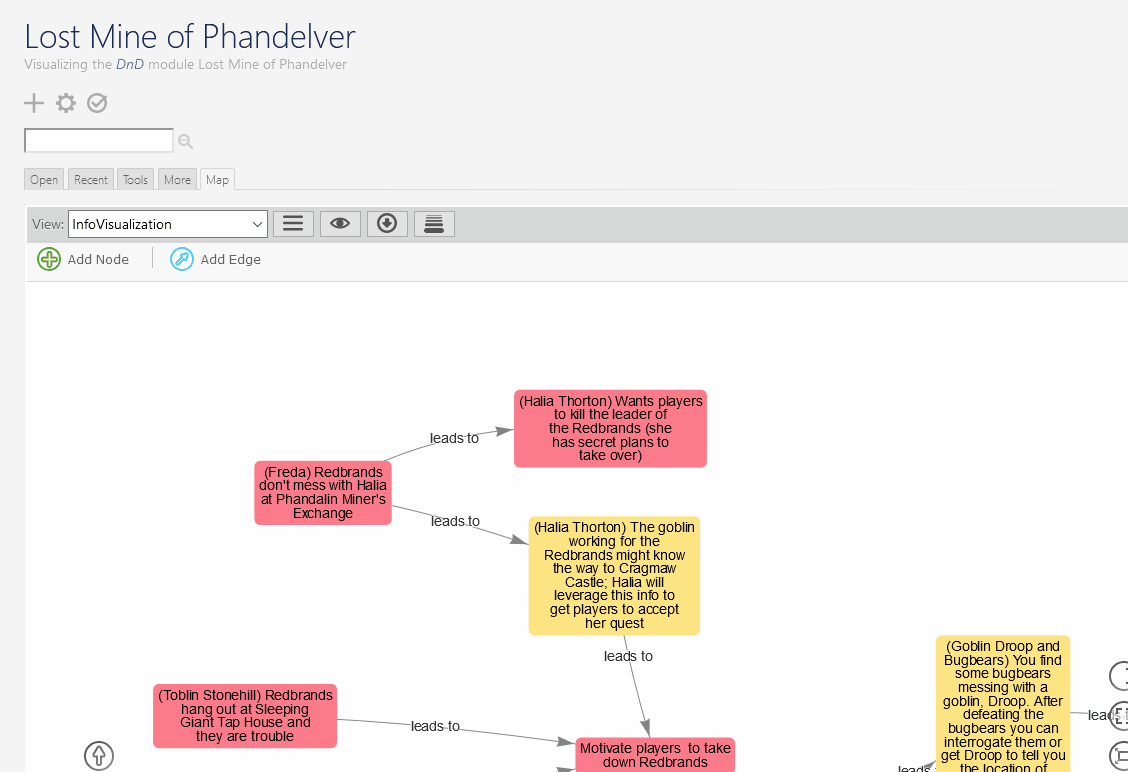 Lost Mine of Phandelver
Visualizing the DnD module Lost Mine of Phandelver
Open
Recent
Tools
More
Map
View:
InfoVisualization
Add Node
Add Edge
(Halia Thorton) Wants players
to kill the leader of
the Redbrands (she
has secret plans to
take over)
leads to
(Freda) Redbrands
don't mess with Halia
at Phandalin Miner's
Exchange
leads to
(Halia Thorton) The goblin
working for the
Redbrands might know
the way to Cragmaw
Castle; Halia will
leverage this info to
get players to accept
her quest
leads to
(Toblin Stonehill) Redbrands
hang out at Sleeping
Giant Tap House and
they are trouble
leads to
Motivate players  to take
down Redbrands
(Goblin Droop and
Bugbears) You find
some bugbears
messing with a
goblin, Droop. After
defeating the
bugbears you can
interrogate them or
get Droop to tell you
the location of
leads
leads